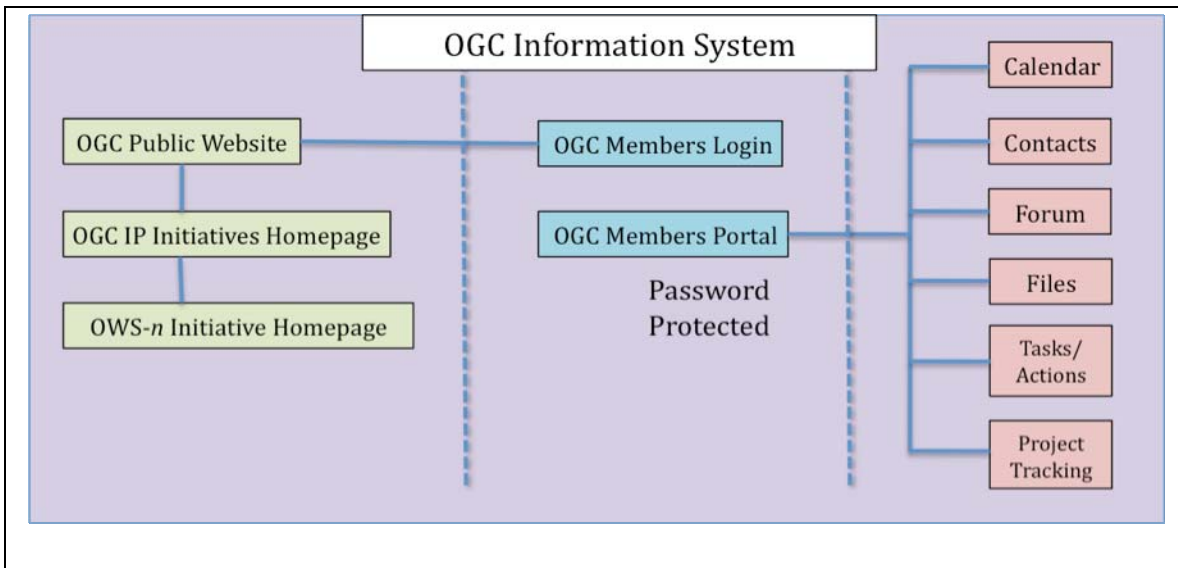 OGC Information System
OGC Public Website
OGC IP Initiatives Homepage
OWS-n Initiative Homepage
OGC Members Login
OGC Members Portal
Password
Protected
Calendar
Contacts
Forum
Files
Tasks/
Actions
Project
Tracking